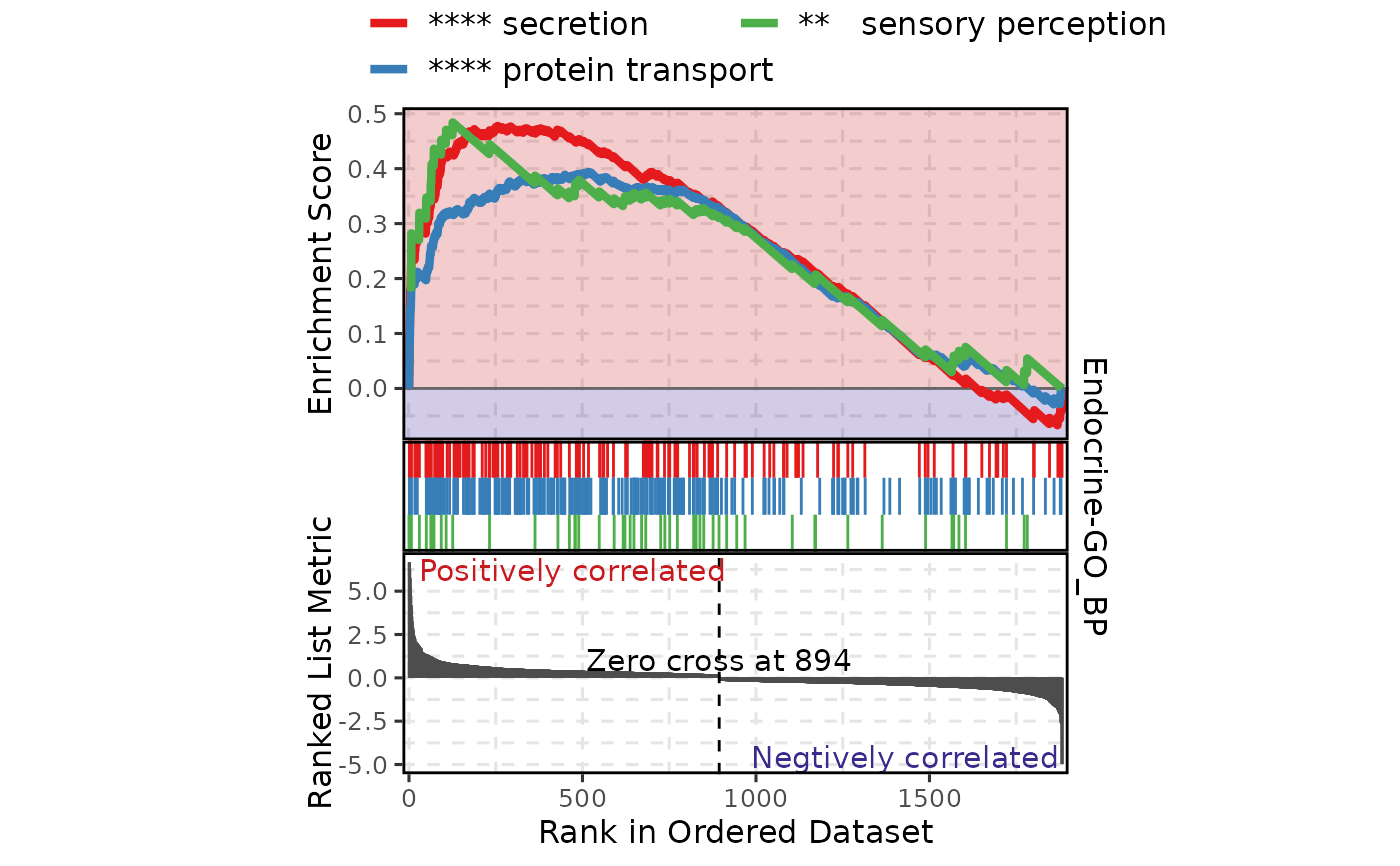 **** secretion
** sensory perception
**** protein transport
Enrichment Score
0.5
0.4
0.3
0.2
0.1
0.0
Endocrine-GO_BP
Ranked List Metric
5.0
2.5
0.0
-2.5
-5.0
Positively correlated
Zero cross at 894
Negtively correlated
0
500
1000
1500
Rank in Ordered Dataset